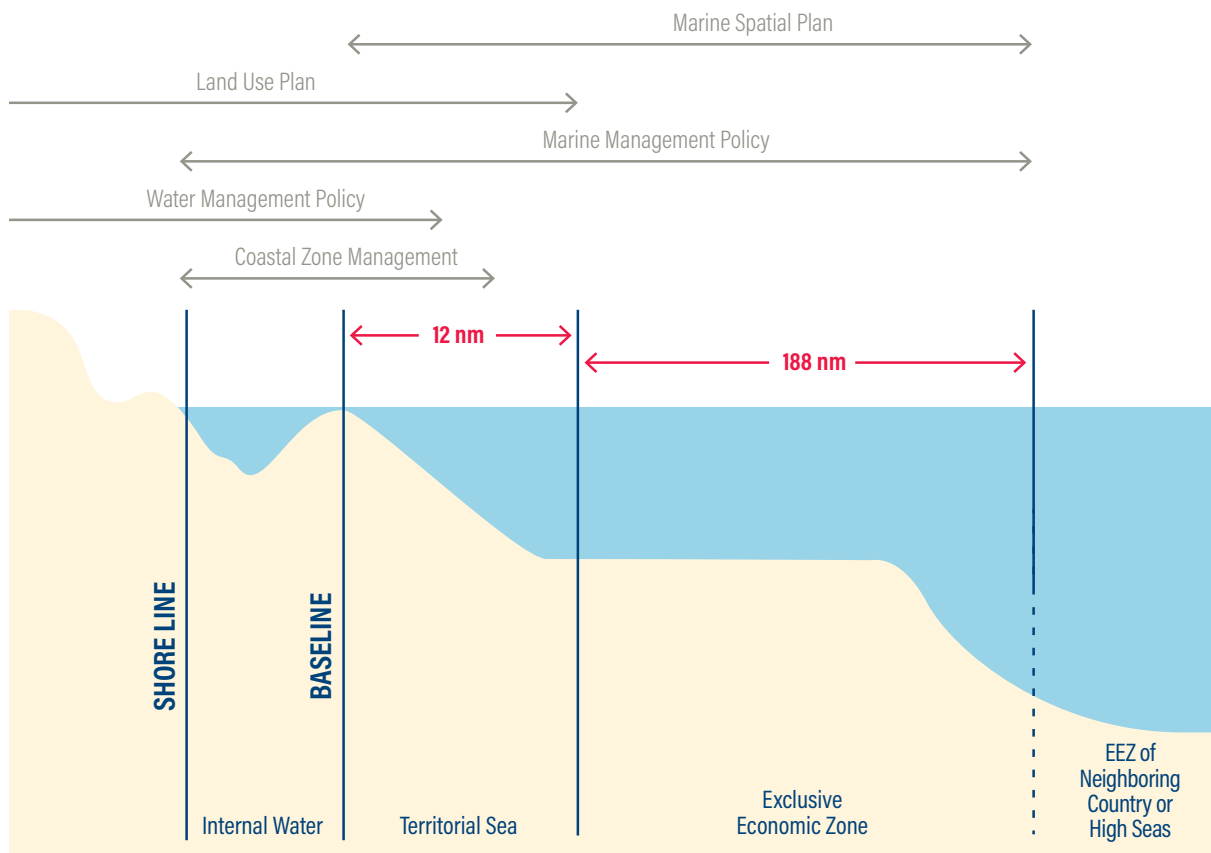 Marine Spatial Plan
Land Use Plan
Marine Management Policy
Water Management Policy
Coastal Zone Management
12 nm
188 nm
SHORE LINE
BASELINE
Internal Water
Territorial Sea
Exclusive
Economic Zone
EEZ of
Neighboring
Country or
High Seas